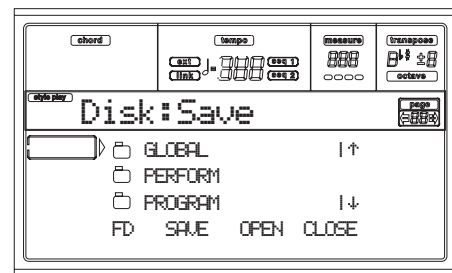 chord tempo measure transpose
ext seq 1
link seq 2
octave
style play page
Disk:Save
GLOBAL
PERFORM
PROGRAM
FD SAVE OPEN CLOSE